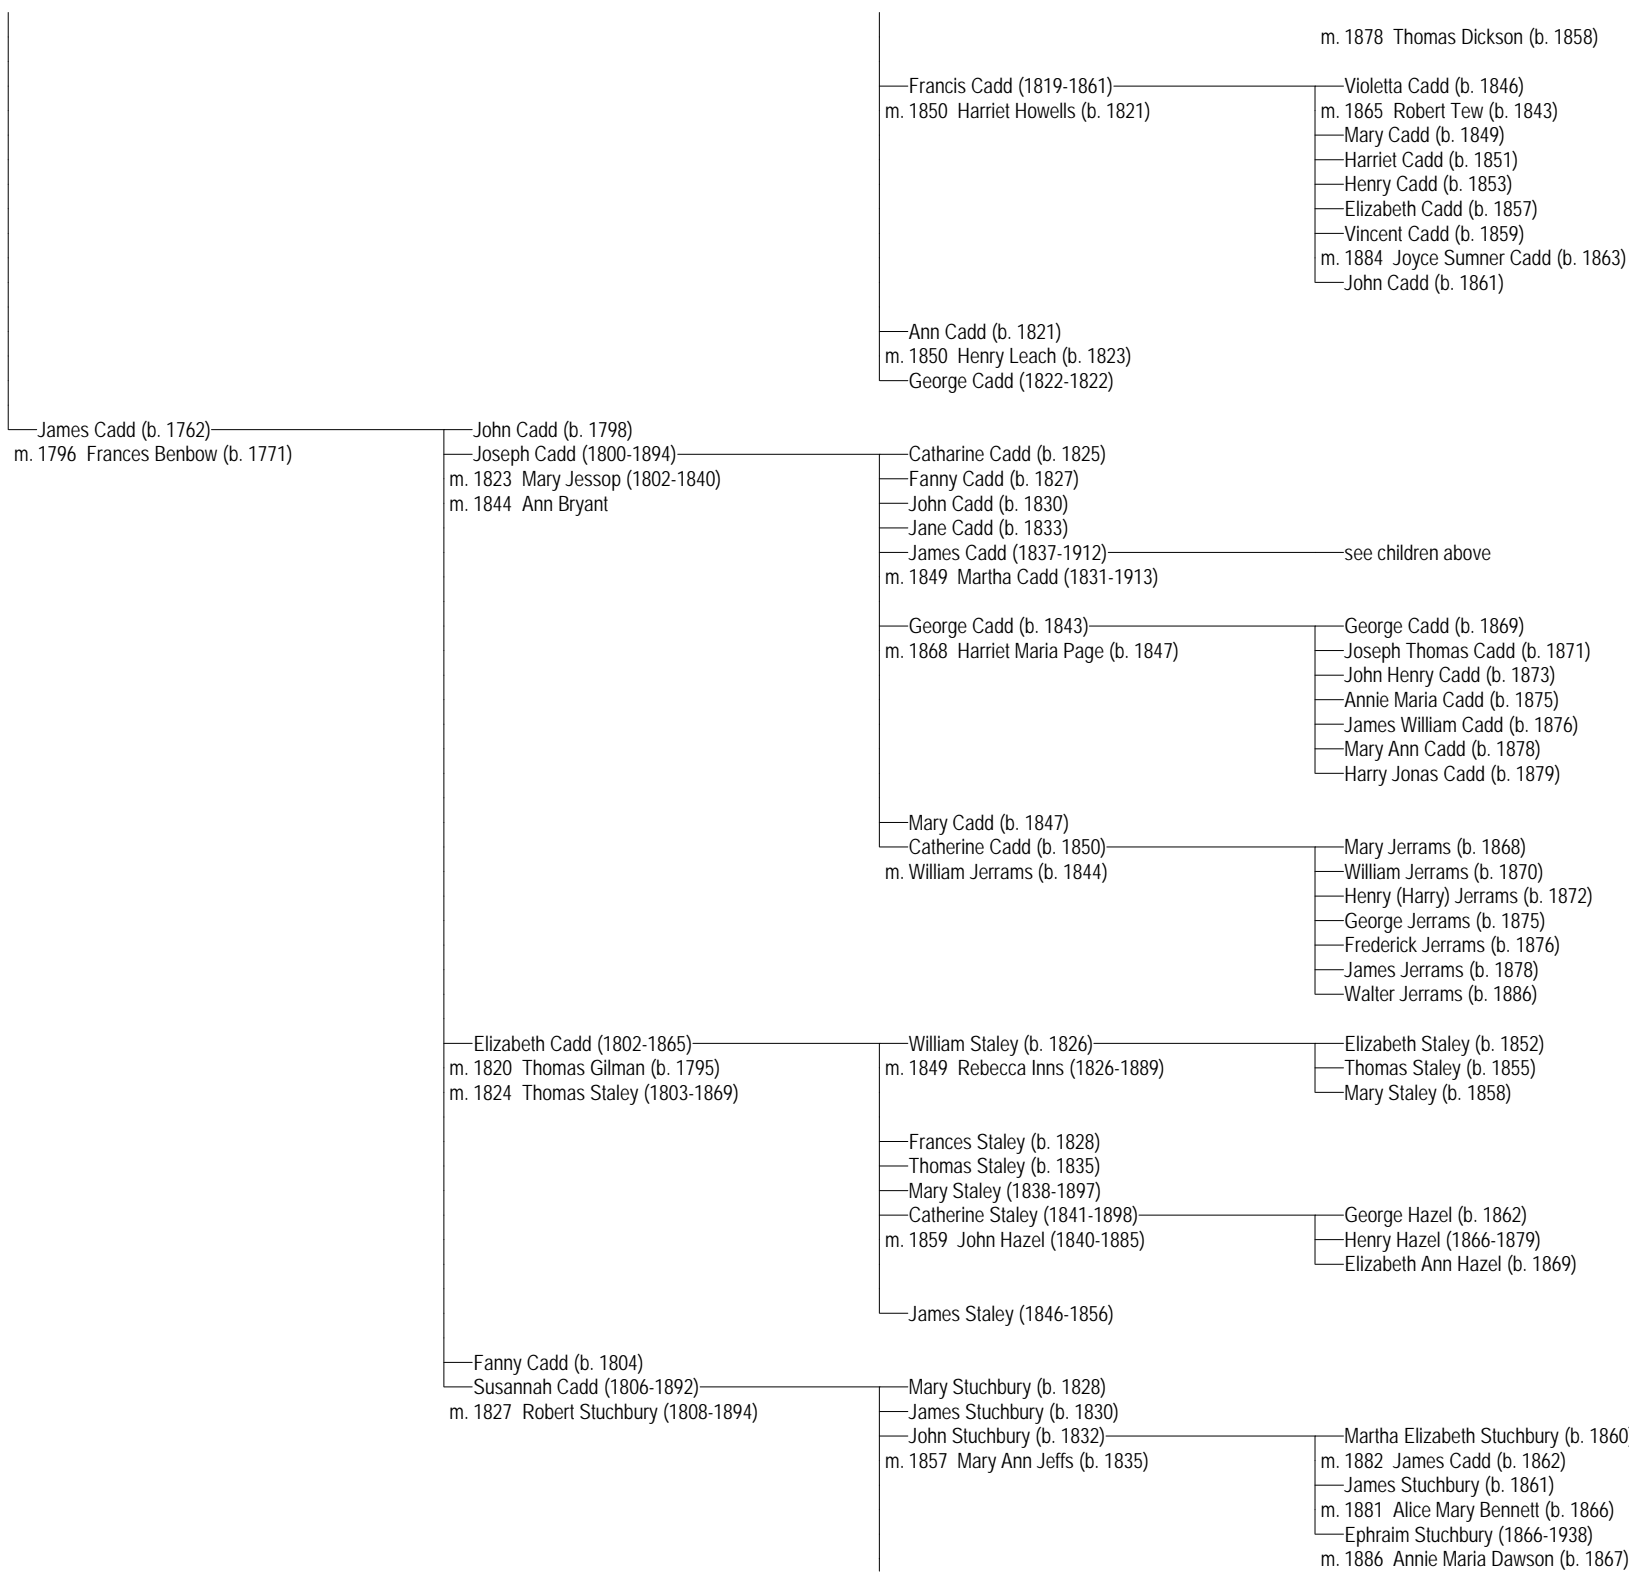 m. 1878 Thomas Dickson (b. 1858)
Francis Cadd (1819-1861)
m. 1850 Harriet Howells (b. 1821)
Violetta Cadd (b. 1846)
m. 1865 Robert Tew (b. 1843)
Mary Cadd (b. 1849)
Harriet Cadd (b. 1851)
Henry Cadd (b. 1853)
Elizabeth Cadd (b. 1857)
Vincent Cadd (b. 1859)
m. 1884 Joyce Sumner Cadd (b. 1863)
John Cadd (b. 1861)
Ann Cadd (b. 1821)
m. 1850 Henry Leach (b. 1823)
George Cadd (1822-1822)
James Cadd (b. 1762)
m. 1796 Frances Benbow (b. 1771)
John Cadd (b. 1798)
Joseph Cadd (1800-1894)
m. 1823 Mary Jessop (1802-1840)
m. 1844 Ann Bryant
Catharine Cadd (b. 1825)
Fanny Cadd (b. 1827)
John Cadd (b. 1830)
Jane Cadd (b. 1833)
James Cadd (1837-1912)
m. 1849 Martha Cadd (1831-1913)
see children above
George Cadd (b. 1843)
m. 1868 Harriet Maria Page (b. 1847)
George Cadd (b. 1869)
Joseph Thomas Cadd (b. 1871)
John Henry Cadd (b. 1873)
Annie Maria Cadd (b. 1875)
James William Cadd (b. 1876)
Mary Ann Cadd (b. 1878)
Harry Jonas Cadd (b. 1879)
Mary Cadd (b. 1847)
Catherine Cadd (b. 1850)
m. William Jerrams (b. 1844)
Mary Jerrams (b. 1868)
William Jerrams (b. 1870)
Henry (Harry) Jerrams (b. 1872)
George Jerrams (b. 1875)
Frederick Jerrams (b. 1876)
James Jerrams (b. 1878)
Walter Jerrams (b. 1886)
Elizabeth Cadd (1802-1865)
m. 1820 Thomas Gilman (b. 1795)
m. 1824 Thomas Staley (1803-1869)
William Staley (b. 1826)
m. 1849 Rebecca Inns (1826-1889)
Elizabeth Staley (b. 1852)
Thomas Staley (b. 1855)
Mary Staley (b. 1858)
Frances Staley (b. 1828)
Thomas Staley (b. 1835)
Mary Staley (1838-1897)
Catherine Staley (1841-1898)
m. 1859 John Hazel (1840-1885)
George Hazel (b. 1862)
Henry Hazel (1866-1879)
Elizabeth Ann Hazel (b. 1869)
James Staley (1846-1856)
Fanny Cadd (b. 1804)
Susannah Cadd (1806-1892)
m. 1827 Robert Stuchbury (1808-1894)
Mary Stuchbury (b. 1828)
James Stuchbury (b. 1830)
John Stuchbury (b. 1832)
m. 1857 Mary Ann Jeffs (b. 1835)
Martha Elizabeth Stuchbury (b. 1860)
m. 1882 James Cadd (b. 1862)
James Stuchbury (b. 1861)
m. 1881 Alice Mary Bennett (b. 1866)
Ephraim Stuchbury (1866-1938)
m. 1886 Annie Maria Dawson (b. 1867)